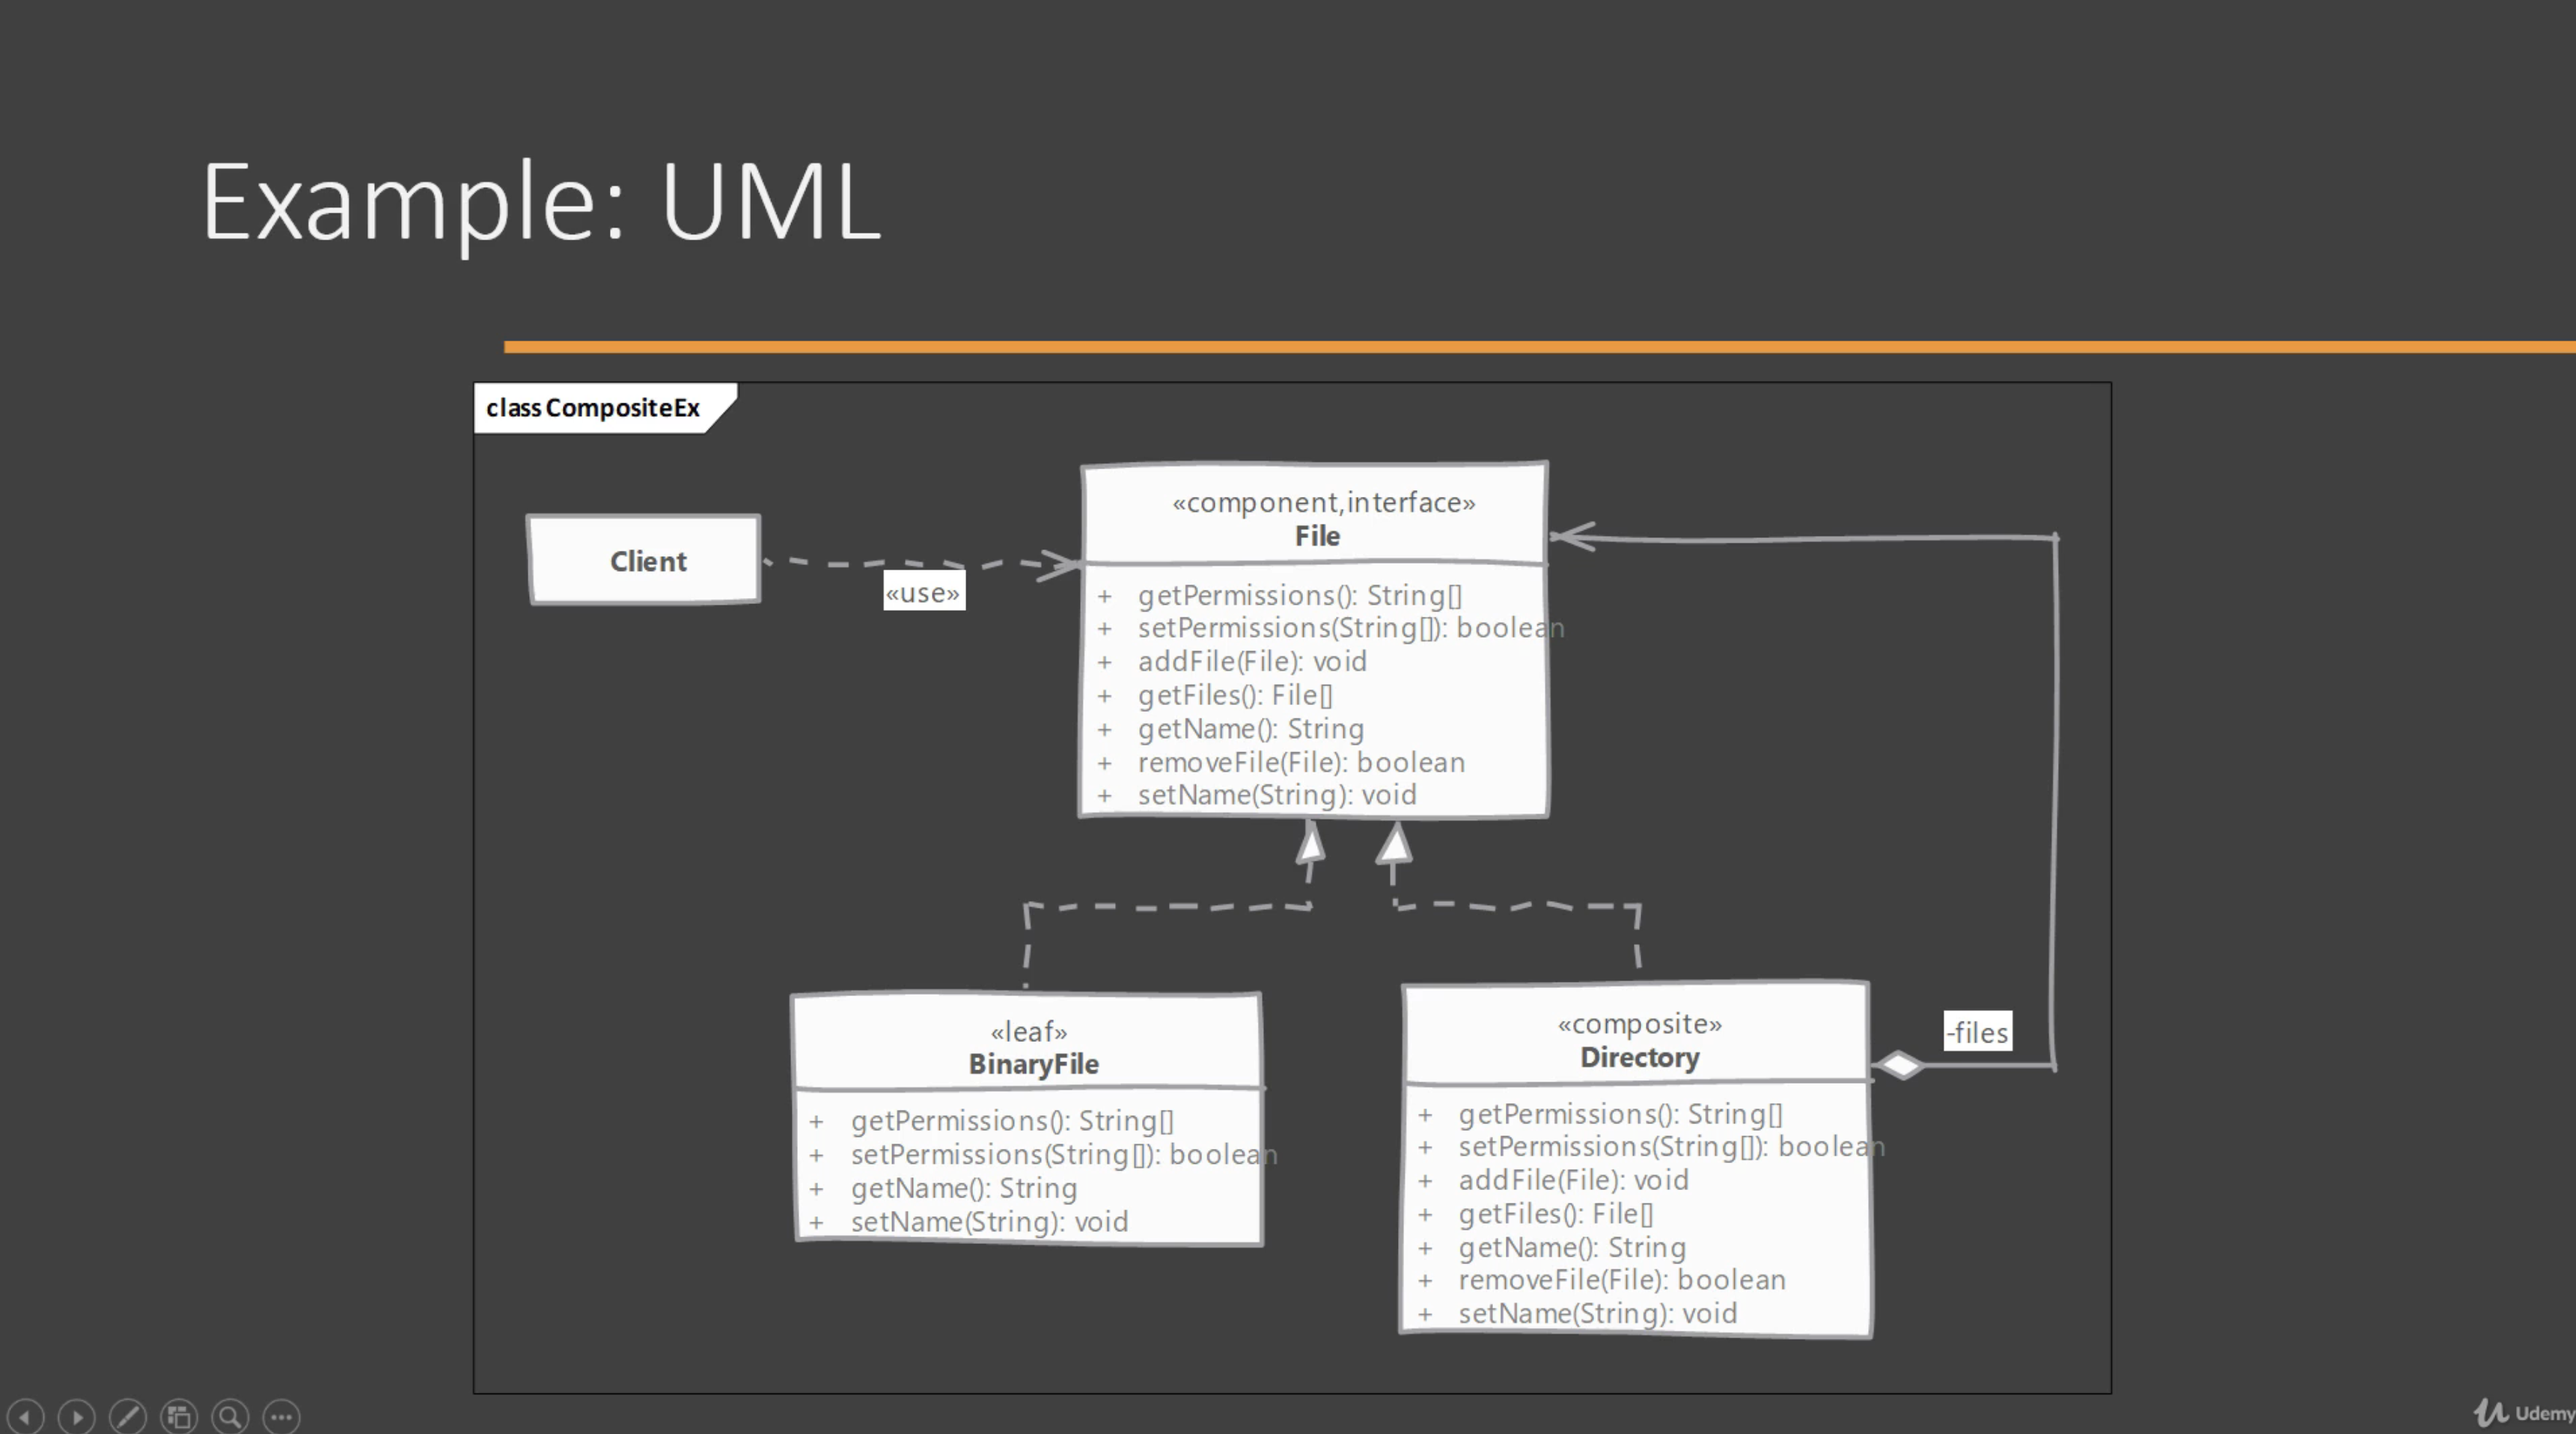 Example: UML
class CompositeEx
Client
«use»
«component,interface»
File
+ getPermissions(): String[]
+ setPermissions(String[]): boolean
+ addFile(File): void
+ getFiles(): File[]
+ getName(): String
+ removeFile(File): boolean
+ setName(String): void
«leaf»
BinaryFile
+ getPermissions(): String[]
+ setPermissions(String[]): boolean
+ getName(): String
+ setName(String): void
«composite»
Directory
+ getPermissions(): String[]
+ setPermissions(String[]): boolean
+ addFile(File): void
+ getFiles(): File[]
+ getName(): String
+ removeFile(File): boolean
+ setName(String): void
-files
Udemy